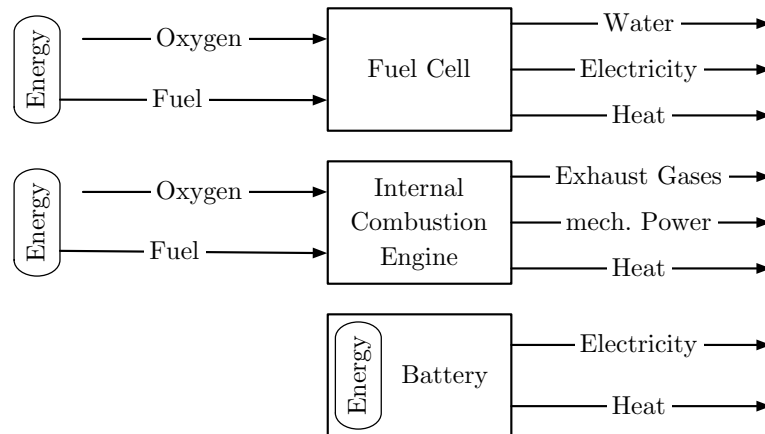 Energy
Oxygen
Fuel
Fuel Cell
Water
Electricity
Heat
Energy
Oxygen
Fuel
Internal
Combustion
Engine
Exhaust Gases
mech. Power
Heat
Energy
Battery
Electricity
Heat